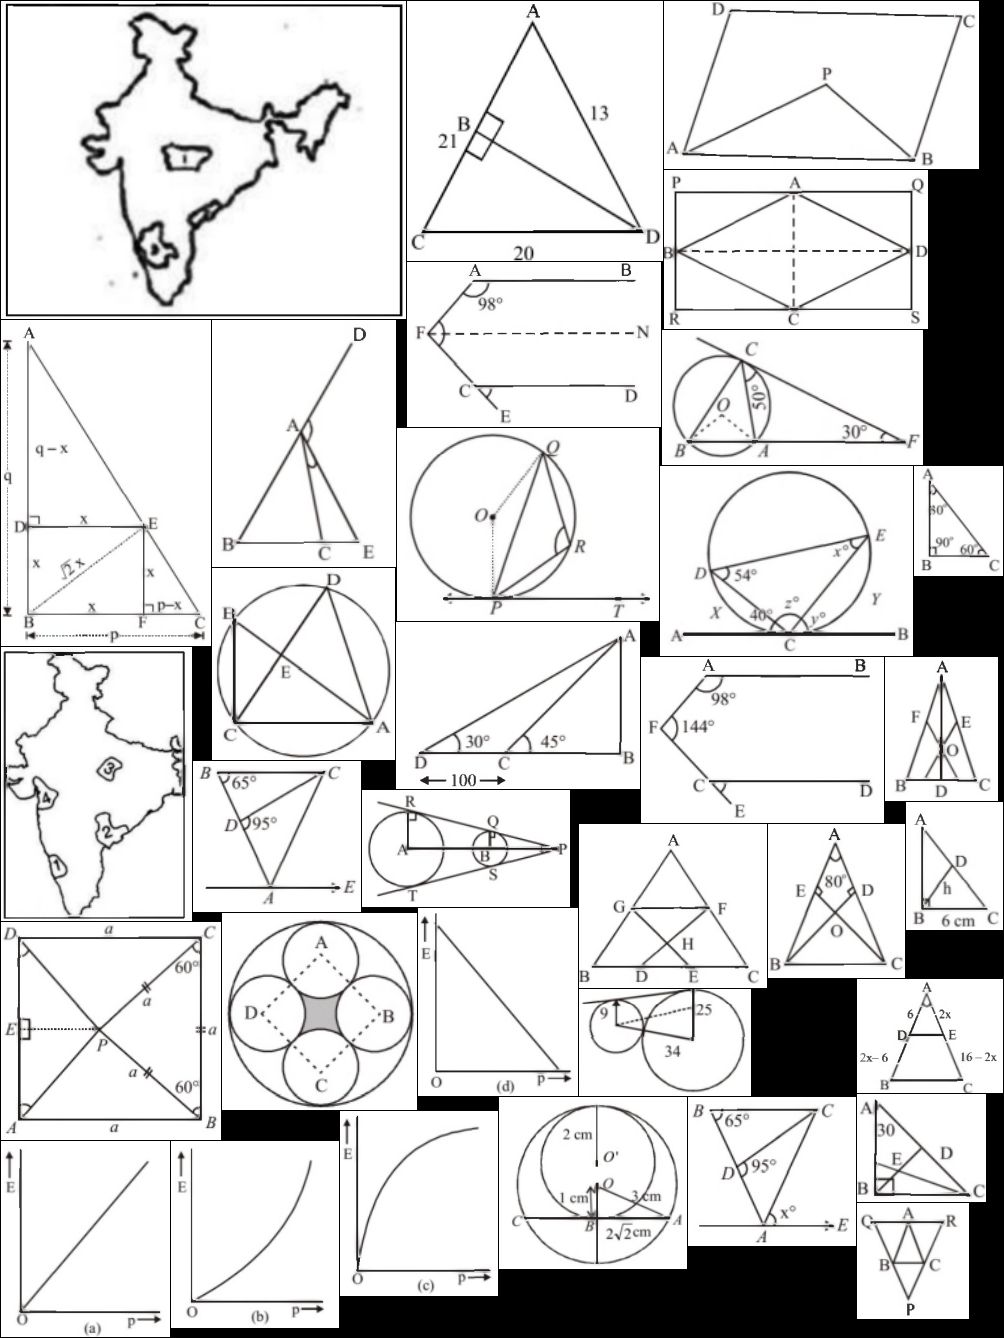 1
3
A
B
21
13
C
D
20
D
C
P
A
B
P
A
Q
B
D
R
C
S
A
B
98°
F
N
C
D
E
C
50°
O
30°
B
A
F
A
q – x
q
D
x
E
x
√2 x
x
x
p–x
B
F
C
p
D
A
B
C
E
Q
O
R
P
T
E
x°
D
54°
X
40°
z°
y°
Y
A
C
B
A
30°
90°
60°
B
C
D
B
E
C
A
A
30°
45°
D
C
B
100
A
B
98°
F
144°
C
D
E
A
F
E
O
B
D
C
3
4
2
1
B
65°
C
D
95°
A
E
R
Q
A
B
P
S
T
A
G
F
H
B
D
E
C
A
80°
E
D
O
B
C
A
D
h
B
6 cm
C
D
a
C
60°
a
E
a
P
a
60°
A
a
B
A
D
B
C
E
O
(d)
p
9
25
34
A
6
2x
D
E
2x–6
16–2x
B
C
E
O
(a)
p
E
O
(b)
p
E
O
(c)
p
2 cm
O'
O
1 cm
3 cm
C
B
A
2√2 cm
B
65°
C
D
95°
x°
A
E
A
30
E
D
B
C
Q
A
R
B
C
P